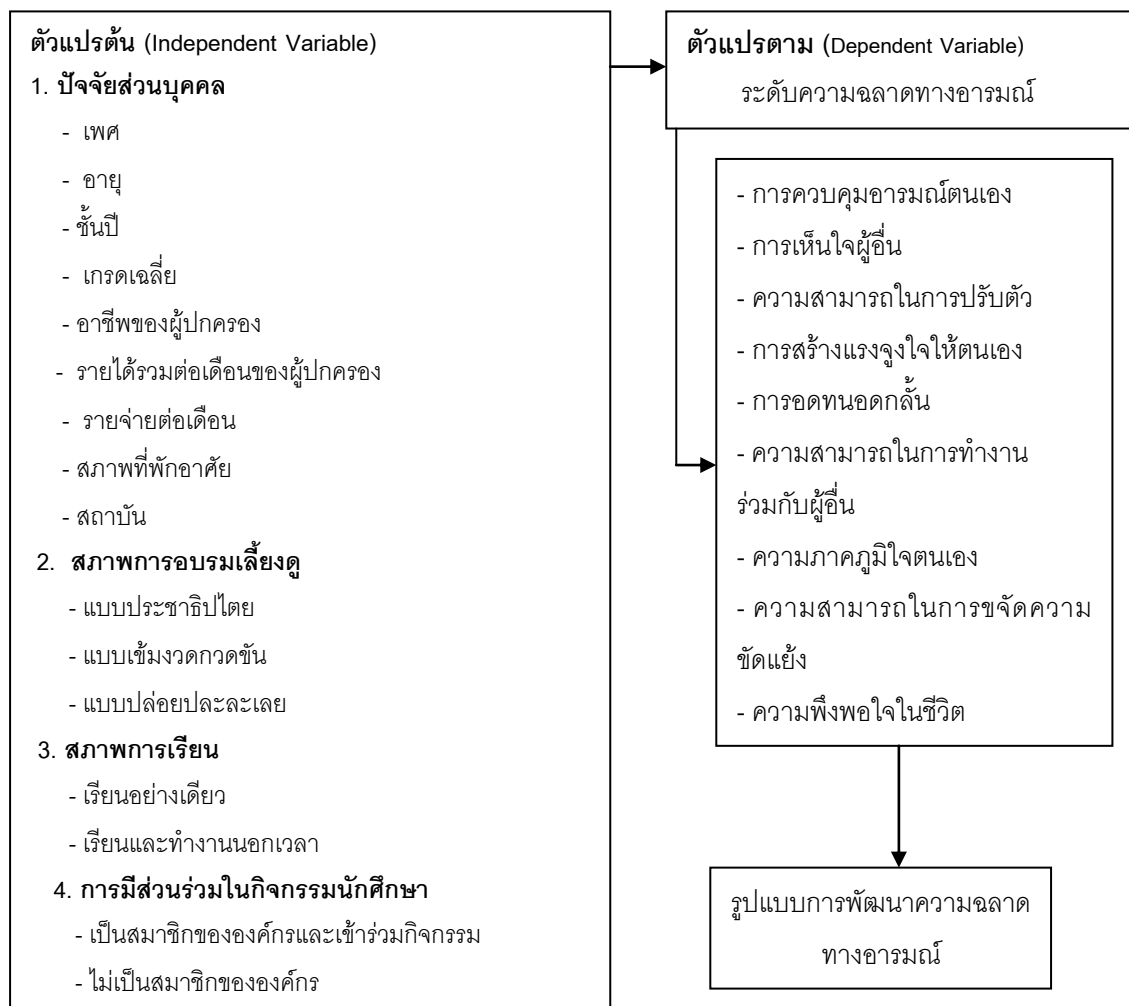 ตัวแปรต้น (Independent Variable)
1. ปัจจัยส่วนบุคคล
- เพศ
- อายุ
- ชั้นปี
- เกรดเฉลี่ย
- อาชีพของผู้ปกครอง
- รายได้รวมต่อเดือนของผู้ปกครอง
- รายจ่ายต่อเดือน
- สภาพที่พักอาศัย
- สถาบัน
2. สภาพการอบรมเลี้ยงดู
- แบบประชาธิปไตย
- แบบเข้มงวดกวดขัน
- แบบปล่อยปะละเลย
3. สภาพการเรียน
- เรียนอย่างเดียว
- เรียนและทำงานนอกเวลา
4. การมีส่วนร่วมในกิจกรรมนักศึกษา
- เป็นสมาชิกขององค์กรและเข้าร่วมกิจกรรม
- ไม่เป็นสมาชิกขององค์กร
ตัวแปรตาม (Dependent Variable)
ระดับความฉลาดทางอารมณ์
- การควบคุมอารมณ์ตนเอง
- การเห็นใจผู้อื่น
- ความสามารถในการปรับตัว
- การสร้างแรงจูงใจให้ตนเอง
- การอดทนอดกลั้น
- ความสามารถในการทำงาน
ร่วมกับผู้อื่น
- ความภาคภูมิใจตนเอง
- ความสามารถในการขจัดความ
ขัดแย้ง
- ความพึงพอใจในชีวิต
รูปแบบการพัฒนาความฉลาด
ทางอารมณ์